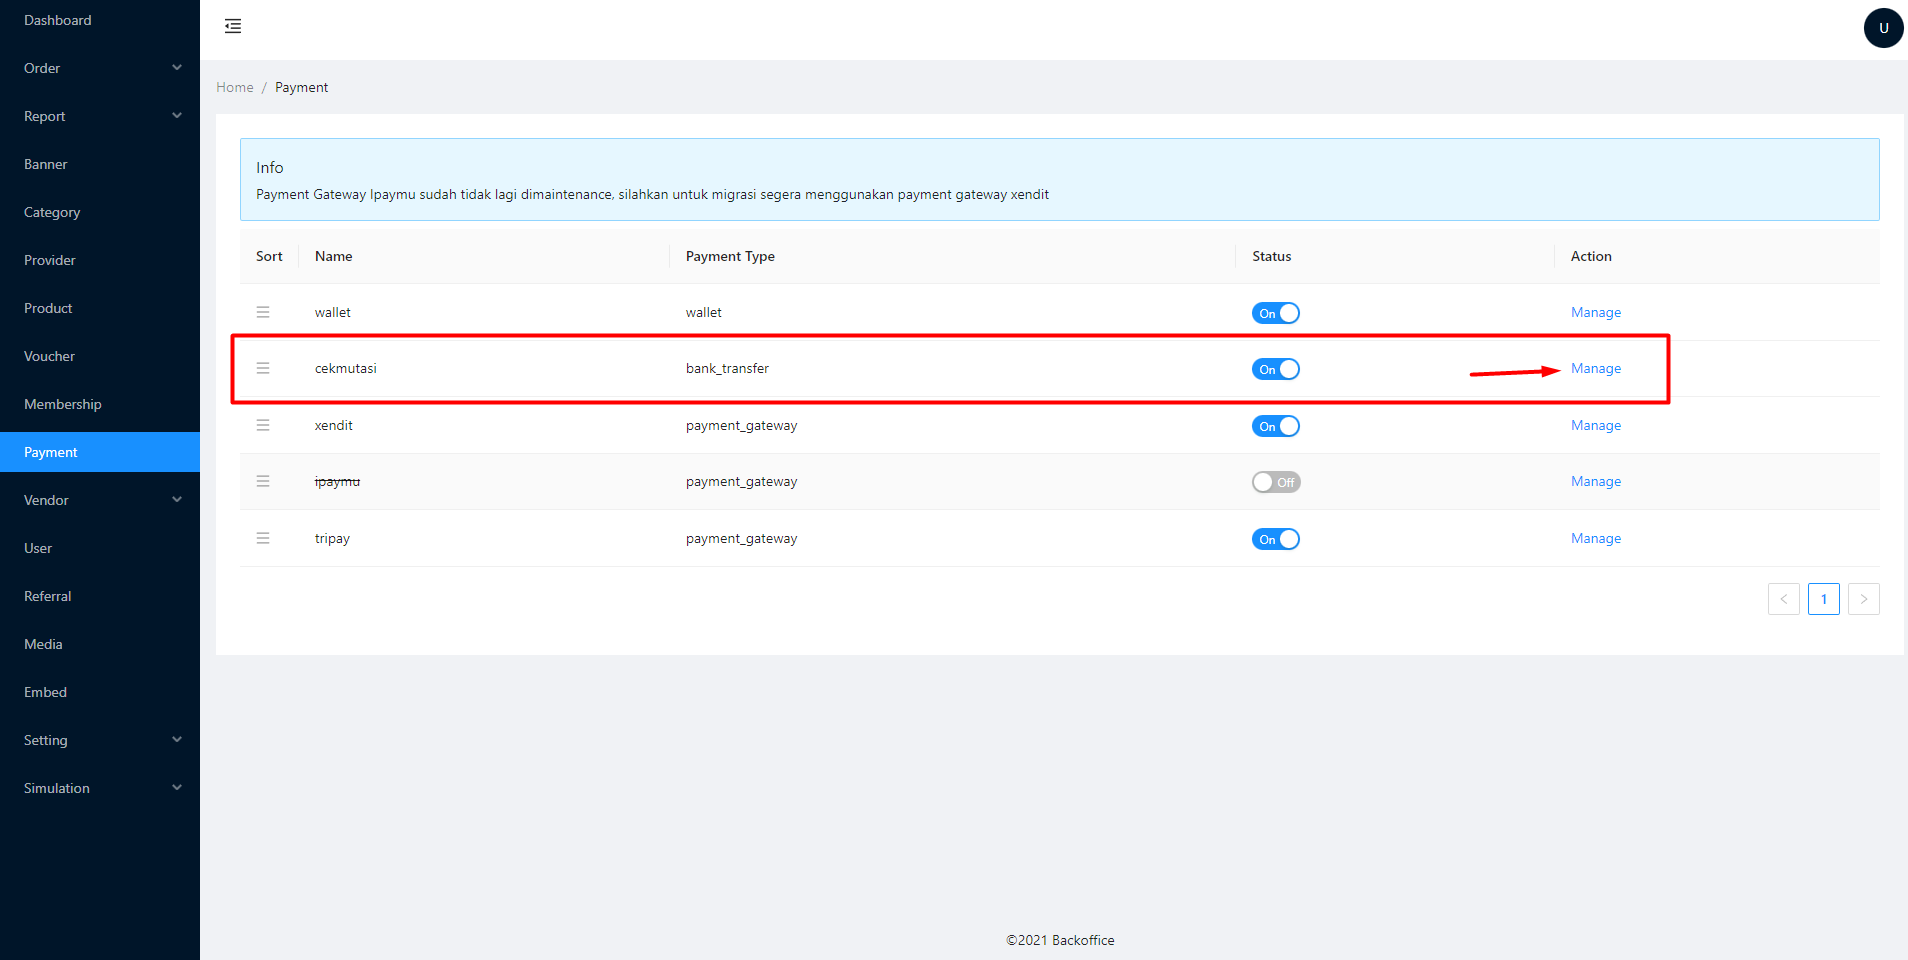 Dashboard
Order
Report
Banner
Category
Provider
Product
Voucher
Membership
Payment
Vendor
User
Referral
Media
Embed
Setting
Simulation
U
Home / Payment
Info
Payment Gateway Ipaymu sudah tidak lagi dimaintenance, silahkan untuk migrasi segera menggunakan payment gateway xendit
Sort Name Payment Type Status Action
wallet wallet On Manage
cekmutasi bank_transfer On Manage
xendit payment_gateway On Manage
ipaymu payment_gateway Off Manage
tripay payment_gateway On Manage
< 1 >
©2021 Backoffice